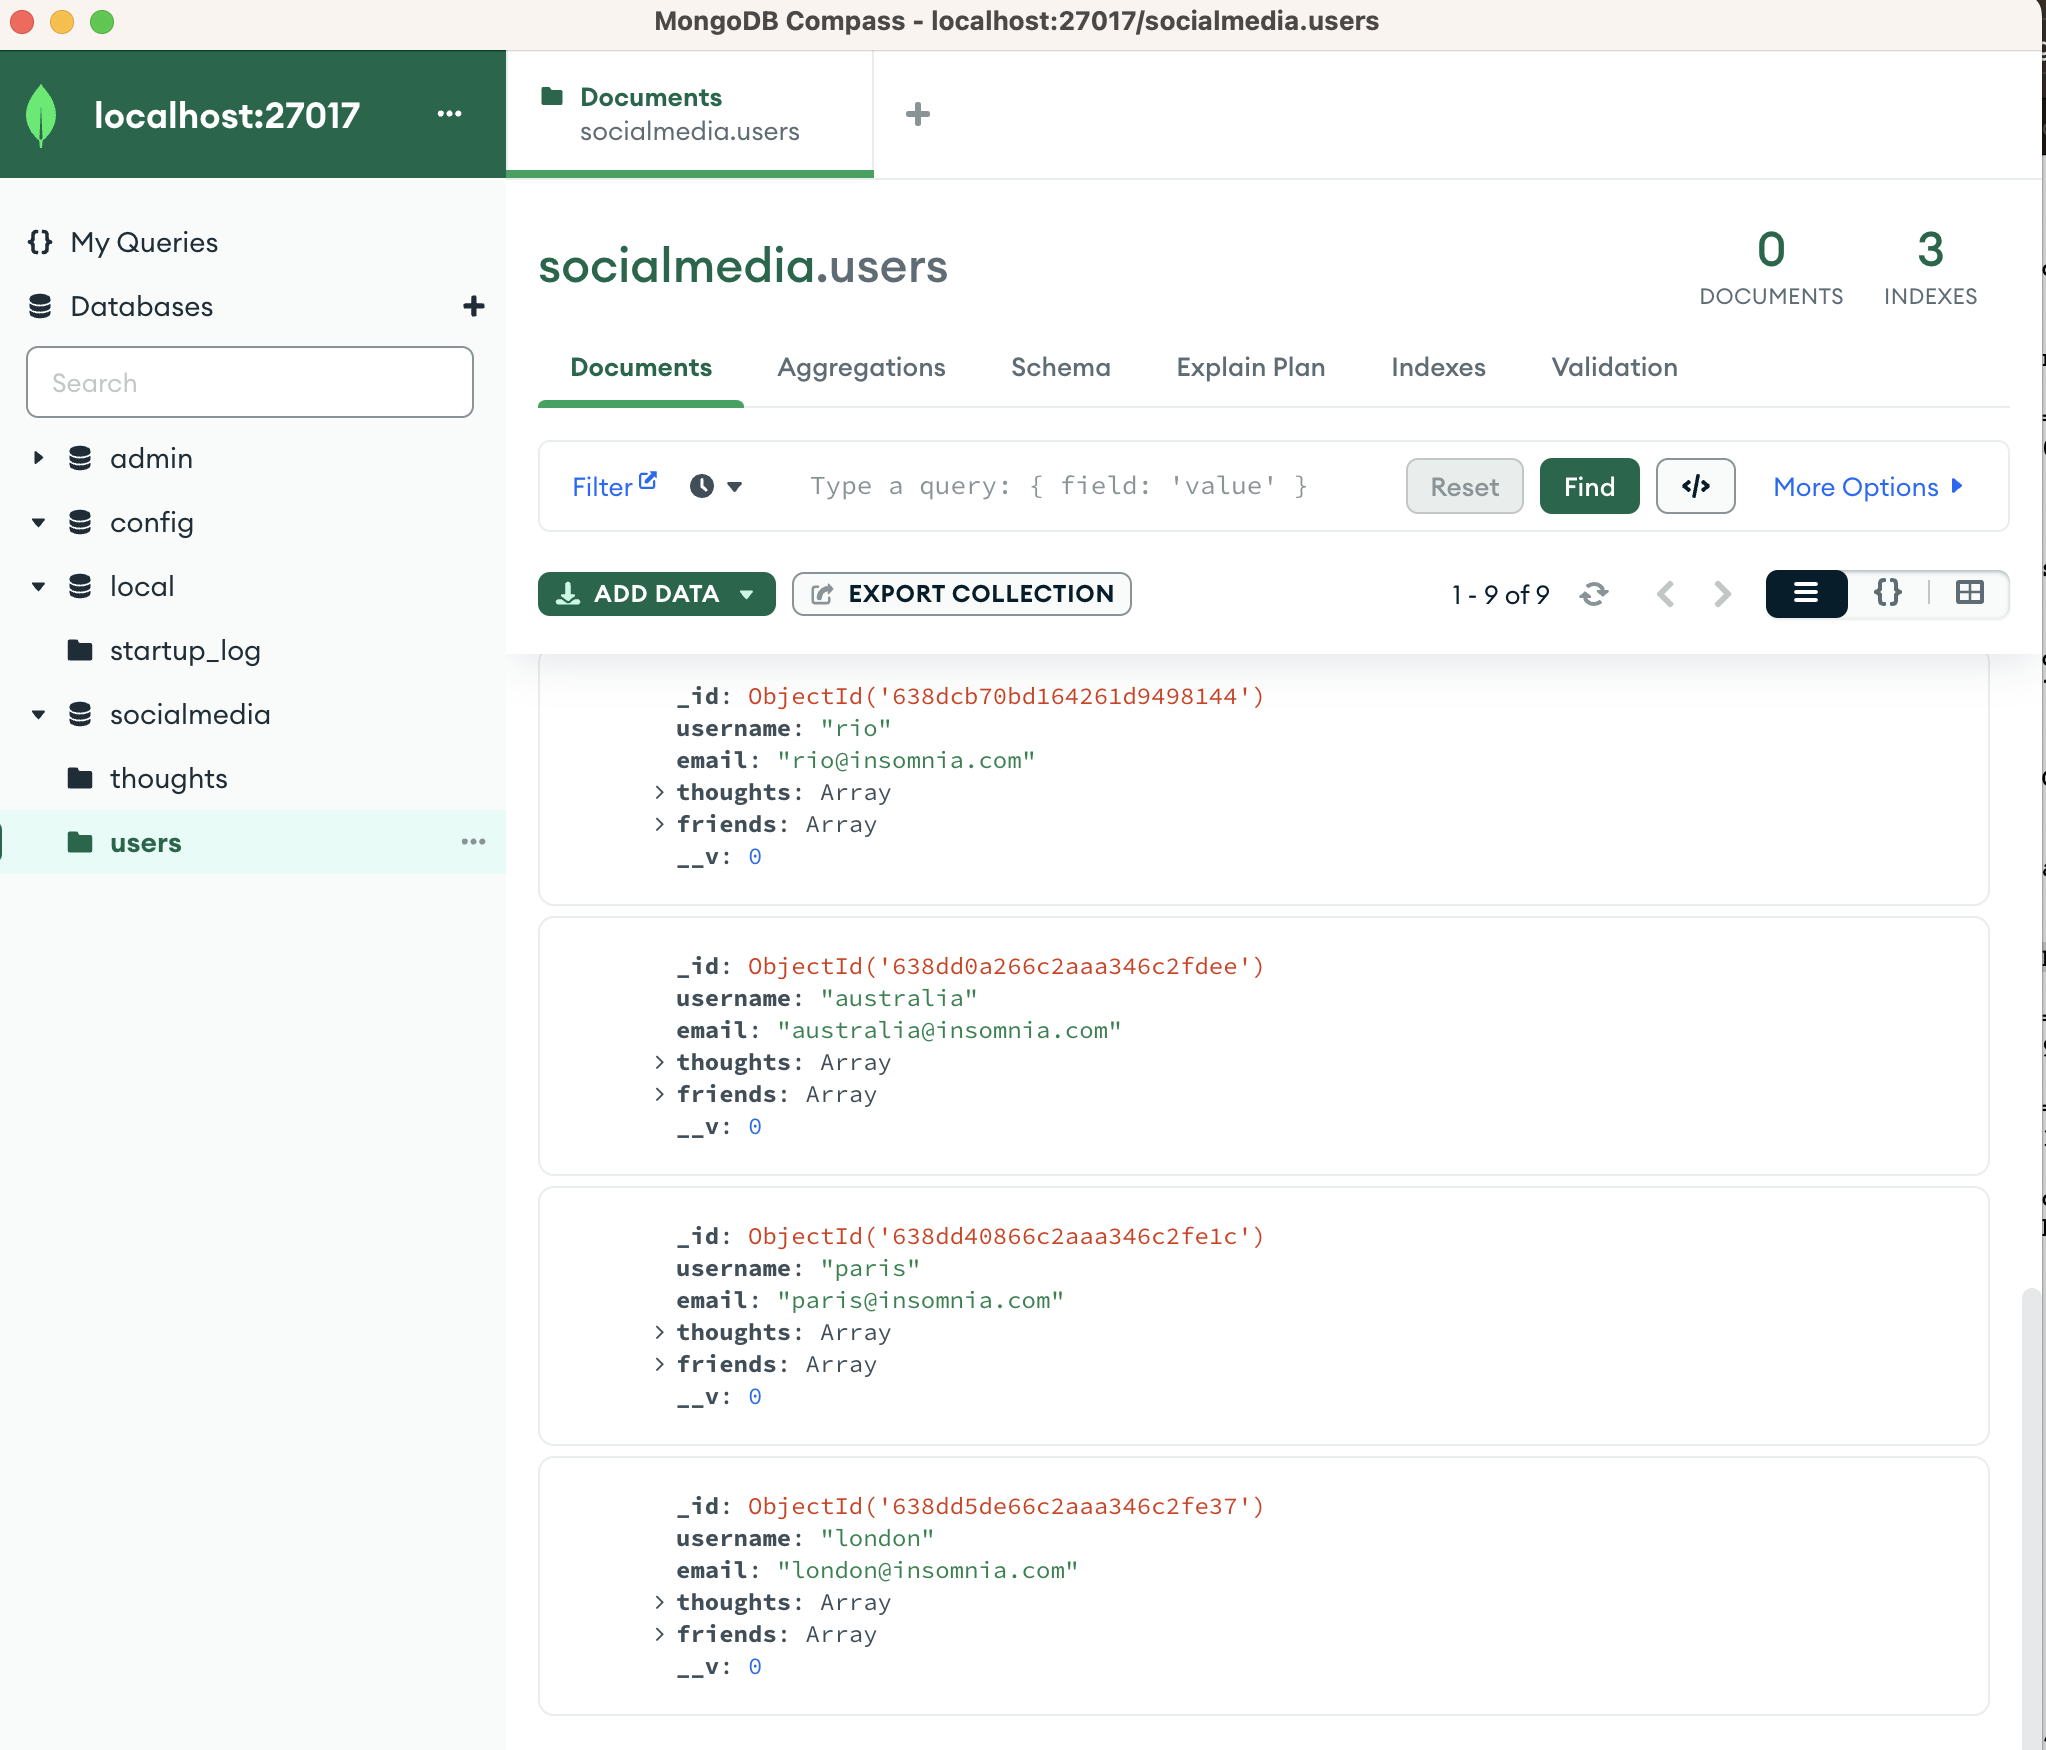 MongoDB Compass - localhost:27017/socialmedia.users
localhost:27017
My Queries
Databases
Search
admin
config
local
startup_log
socialmedia
thoughts
users
Documents
socialmedia.users
socialmedia.users
0 3
DOCUMENTS INDEXES
Documents Aggregations Schema Explain Plan Indexes Validation
Filter Type a query: { field: 'value' } Reset Find </> More Options
ADD DATA EXPORT COLLECTION 1 - 9 of 9 {}
_id: ObjectId('638dcb70bd164261d9498144')
username: "rio"
email: "rio@insomnia.com"
> thoughts: Array
> friends: Array
__v: 0
_id: ObjectId('638dd0a266c2aaa346c2fdee')
username: "australia"
email: "australia@insomnia.com"
> thoughts: Array
> friends: Array
__v: 0
_id: ObjectId('638dd40866c2aaa346c2fe1c')
username: "paris"
email: "paris@insomnia.com"
> thoughts: Array
> friends: Array
__v: 0
_id: ObjectId('638dd5de66c2aaa346c2fe37')
username: "london"
email: "london@insomnia.com"
> thoughts: Array
> friends: Array
__v: 0